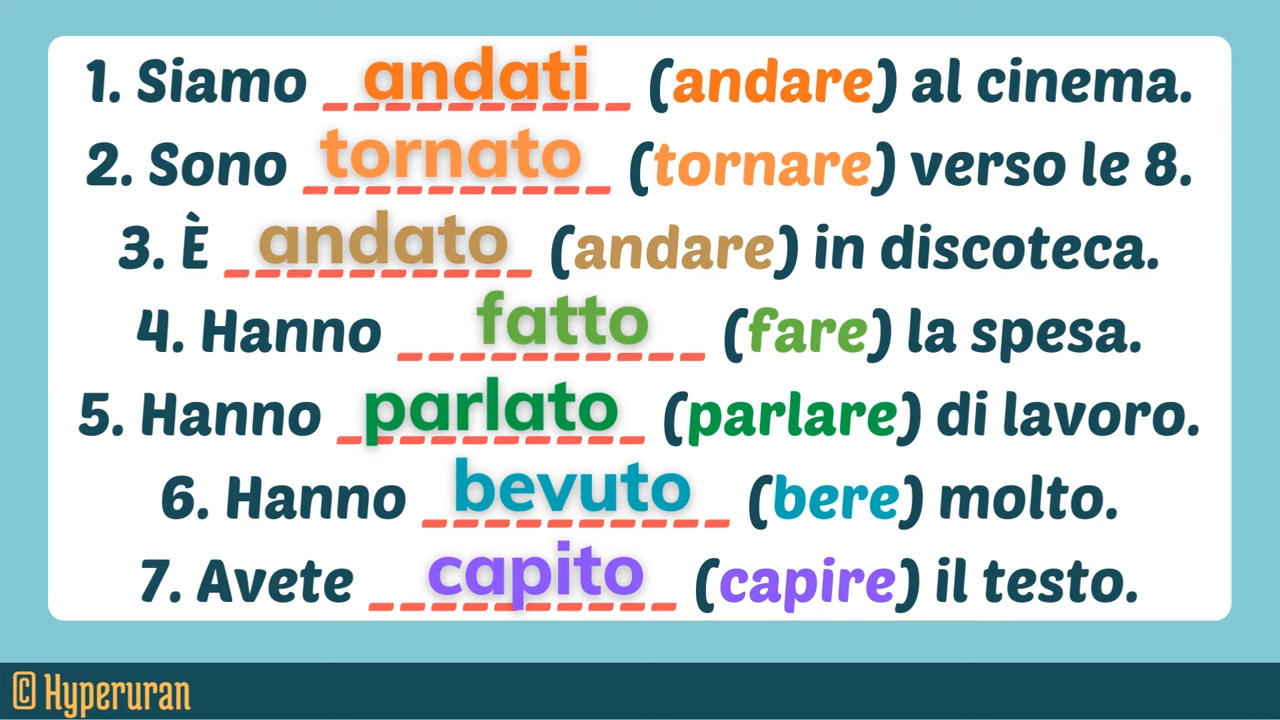 1. Siamo andati (andare) al cinema.
2. Sono tornato (tornare) verso le 8.
3. È andato (andare) in discoteca.
4. Hanno fatto (fare) la spesa.
5. Hanno parlato (parlare) di lavoro.
6. Hanno bevuto (bere) molto.
7. Avete capito (capire) il testo.
© Hyperuran